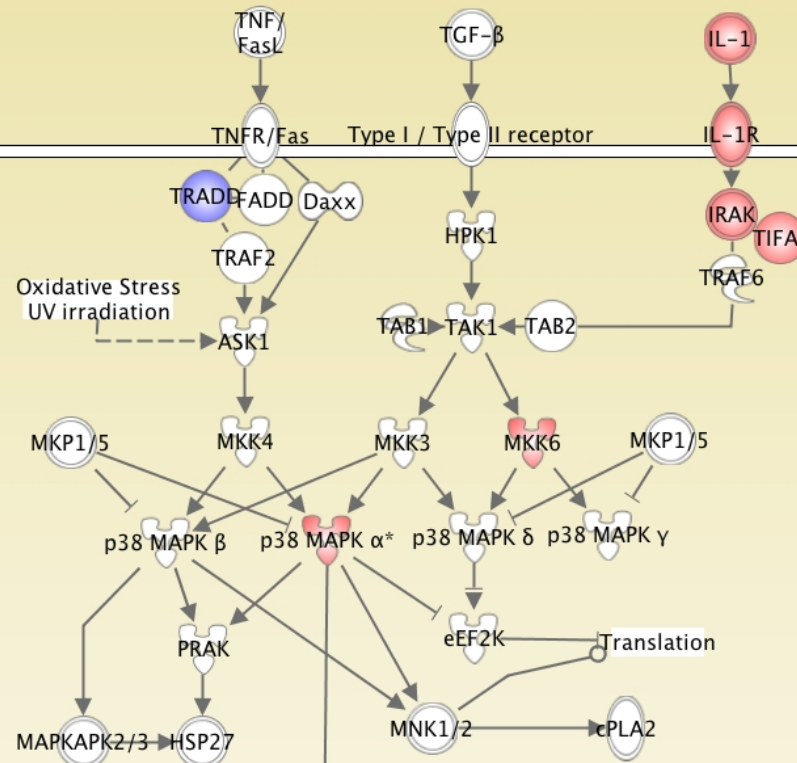 TNF/
FasL
TGF-β
IL-1
TNFR/Fas
Type I / Type II receptor
IL-1R
TRADD
FADD
Daxx
IRAK
TIFA
HPK1
TRAF2
TRAF6
Oxidative Stress
UV irradiation
TAB1
TAK1
TAB2
ASK1
MKP1/5
MKK4
MKK3
MKK6
MKP1/5
p38 MAPK β
p38 MAPK α*
p38 MAPK δ
p38 MAPK γ
PRAK
eEF2K
Translation
MAPKAPK2/3
HSP27
MNK1/2
cPLA2